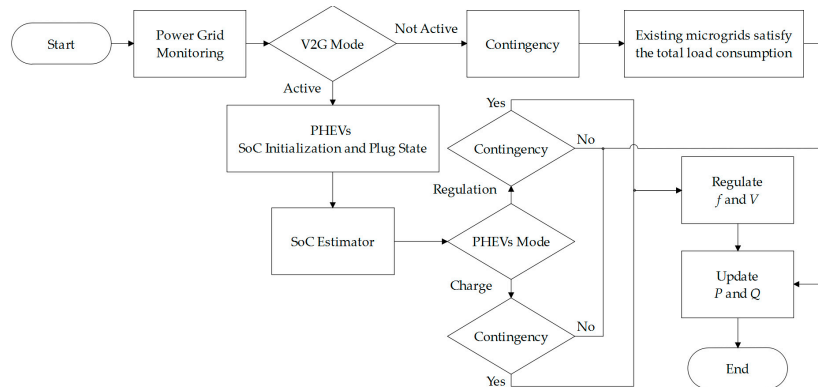 Start
Power Grid
Monitoring
V2G Mode
Not Active
Contingency
Existing microgrids satisfy
the total load consumption
Active
PHEVs
SoC Initialization and Plug State
Yes
Contingency
No
Regulation
Regulate
f and V
SoC Estimator
PHEVs Mode
Charge
Update
P and Q
Contingency
No
Yes
End